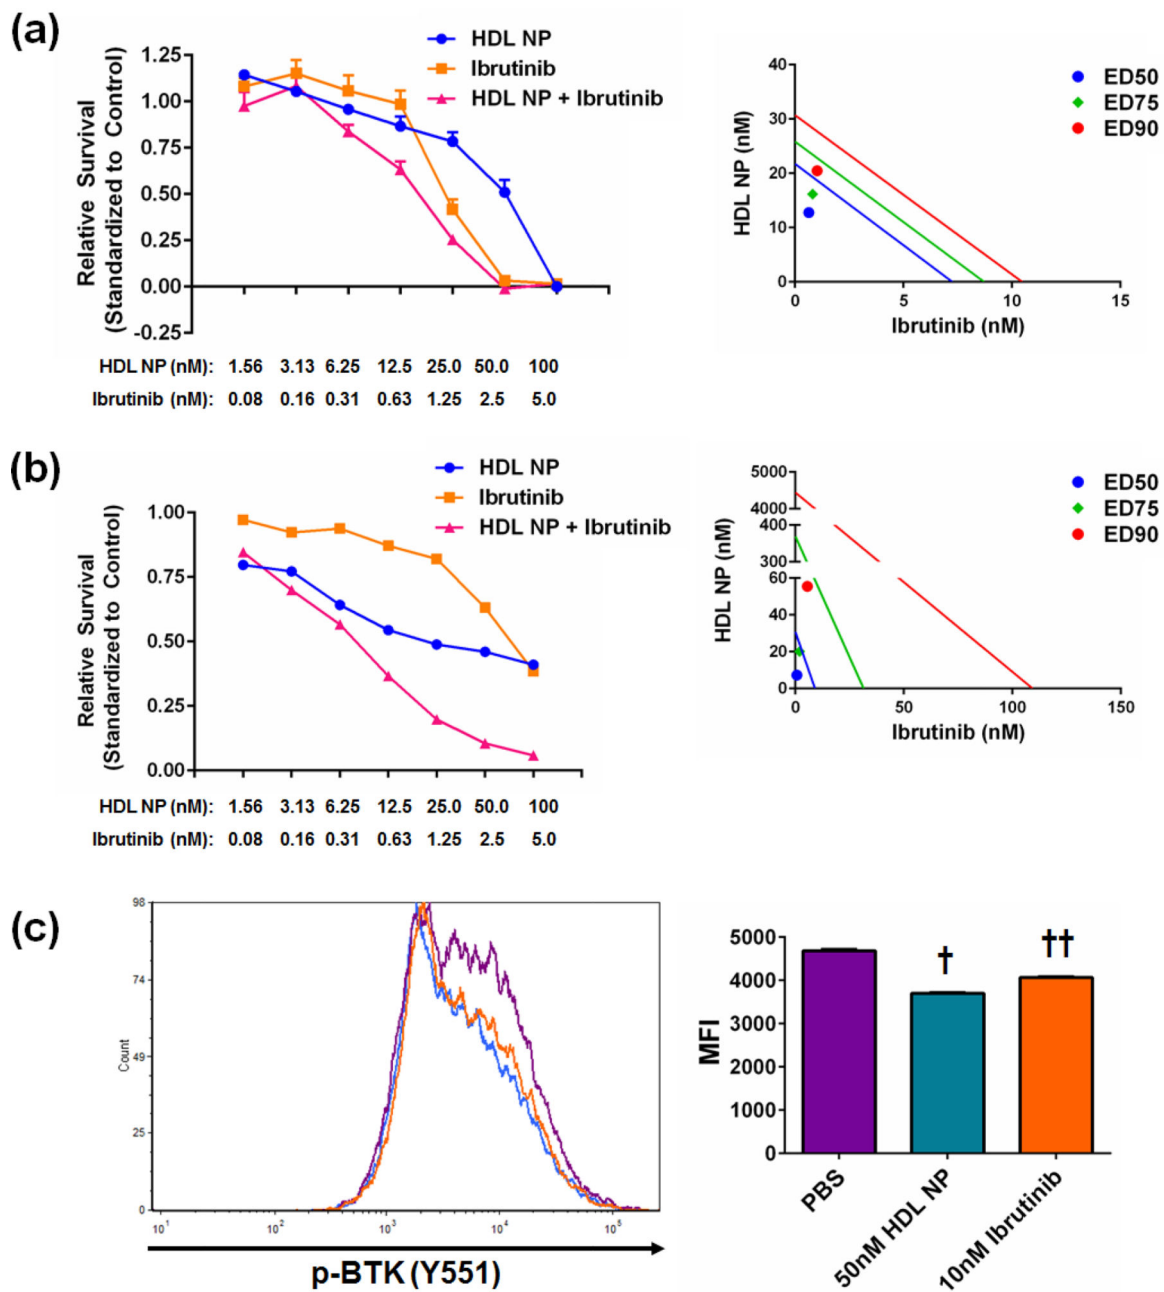 (a)
HDL NP
Ibrutinib
HDL NP + Ibrutinib
Relative Survival
(Standardized to Control)
1.25
1.00
0.75
0.50
0.25
0.00
-0.25
HDL NP (nM): 1.56 3.13 6.25 12.5 25.0 50.0 100
Ibrutinib (nM): 0.08 0.16 0.31 0.63 1.25 2.5 5.0
ED50
ED75
ED90
HDL NP (nM)
40
30
20
10
0
0 5 10 15
Ibrutinib (nM)
(b)
HDL NP
Ibrutinib
HDL NP + Ibrutinib
Relative Survival
(Standardized to Control)
1.00
0.75
0.50
0.25
0.00
HDL NP (nM): 1.56 3.13 6.25 12.5 25.0 50.0 100
Ibrutinib (nM): 0.08 0.16 0.31 0.63 1.25 2.5 5.0
ED50
ED75
ED90
HDL NP (nM)
5000
4000
400
300
60
40
20
0
0 50 100 150
Ibrutinib (nM)
(c)
Count
98
74
49
25
0
10¹ 10² 10³ 10⁴ 10⁵
p-BTK (Y551)
MFI
5000
4000
3000
2000
1000
0
† ††
PBS
50nM HDL NP
10nM Ibrutinib